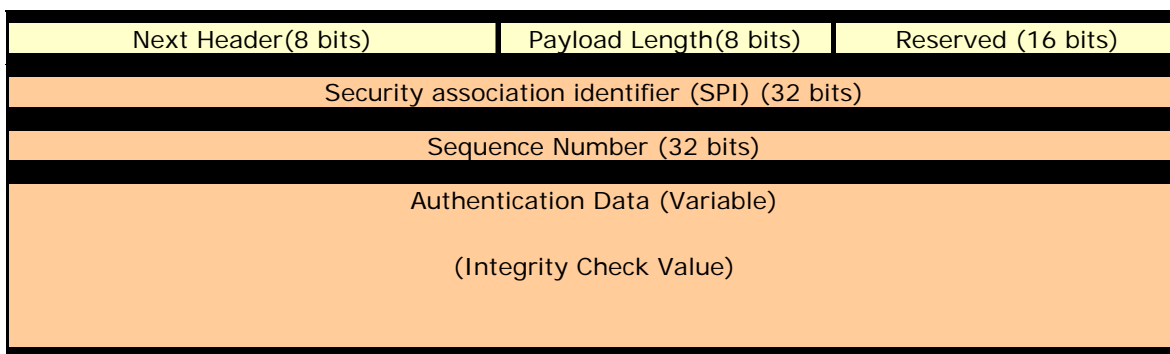 Next Header(8 bits) Payload Length(8 bits) Reserved (16 bits)
Security association identifier (SPI) (32 bits)
Sequence Number (32 bits)
Authentication Data (Variable)
(Integrity Check Value)